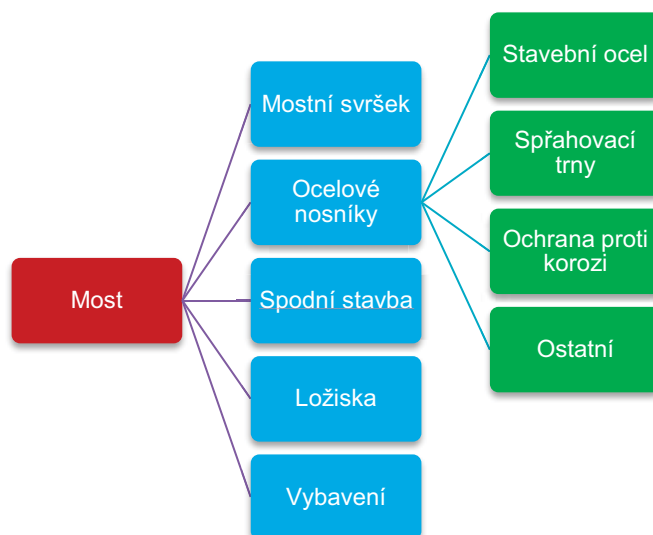 Most
Mostní svršek
Ocelové
nosníky
Spodní stavba
Ložiska
Vybavení
Stavební ocel
Spřahovací
trny
Ochrana proti
korozi
Ostatní